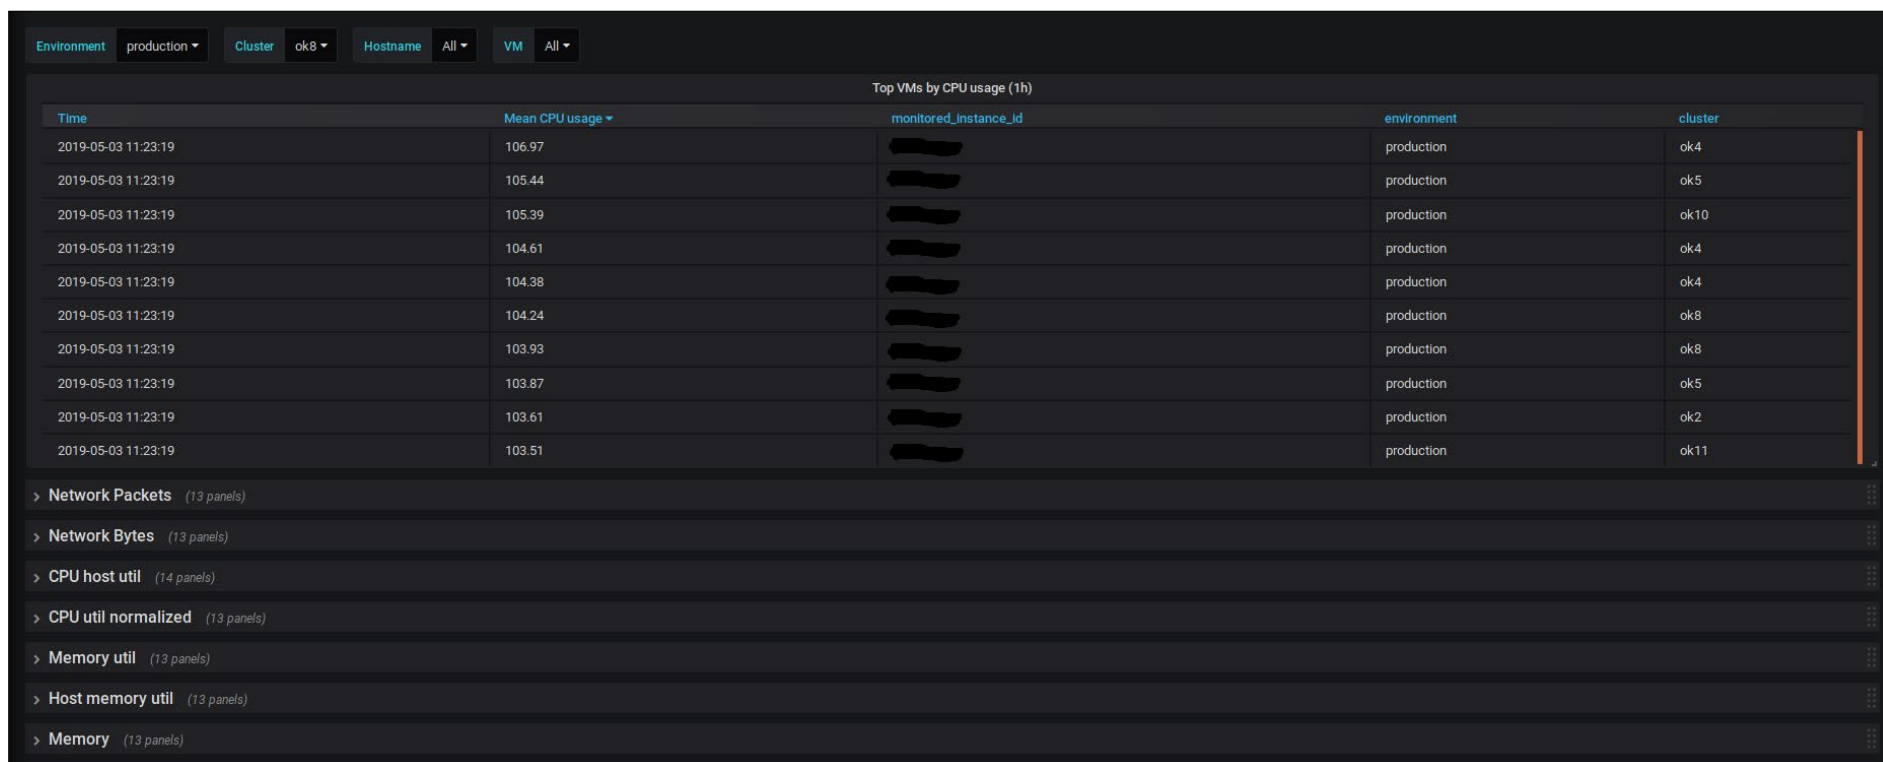 Environment production Cluster ok8 Hostname All VM All
Top VMs by CPU usage (1h)
Time Mean CPU usage monitored_instance_id environment cluster
2019-05-03 11:23:19 106.97 production ok4
2019-05-03 11:23:19 105.44 production ok5
2019-05-03 11:23:19 105.39 production ok10
2019-05-03 11:23:19 104.61 production ok4
2019-05-03 11:23:19 104.38 production ok4
2019-05-03 11:23:19 104.24 production ok8
2019-05-03 11:23:19 103.93 production ok8
2019-05-03 11:23:19 103.87 production ok5
2019-05-03 11:23:19 103.61 production ok2
2019-05-03 11:23:19 103.51 production ok11
Network Packets (13 panels)
Network Bytes (13 panels)
CPU host util (14 panels)
CPU util normalized (13 panels)
Memory util (13 panels)
Host memory util (13 panels)
Memory (13 panels)